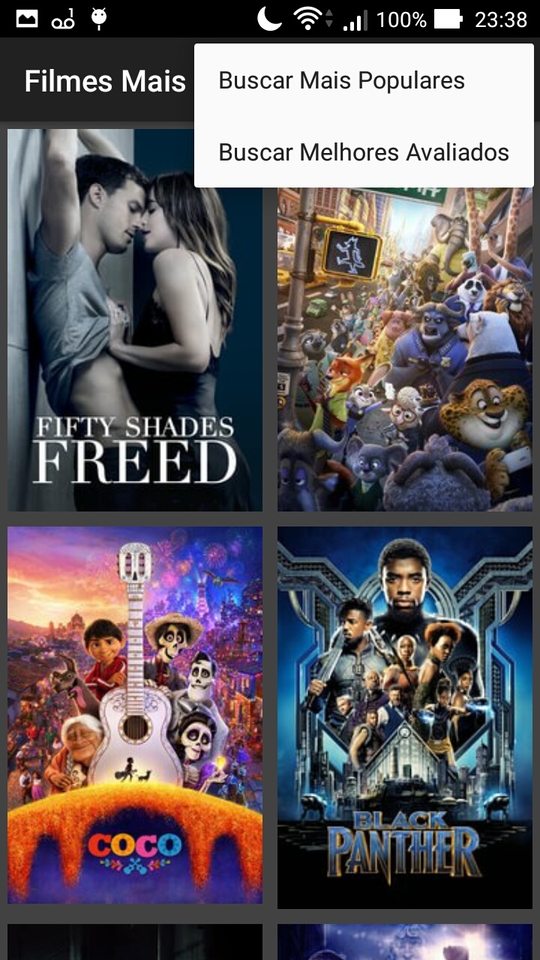 100% 23:38
Filmes Mais
Buscar Mais Populares
Buscar Melhores Avaliados
FIFTY SHADES
FREED
COCO
BLACK
PANTHER